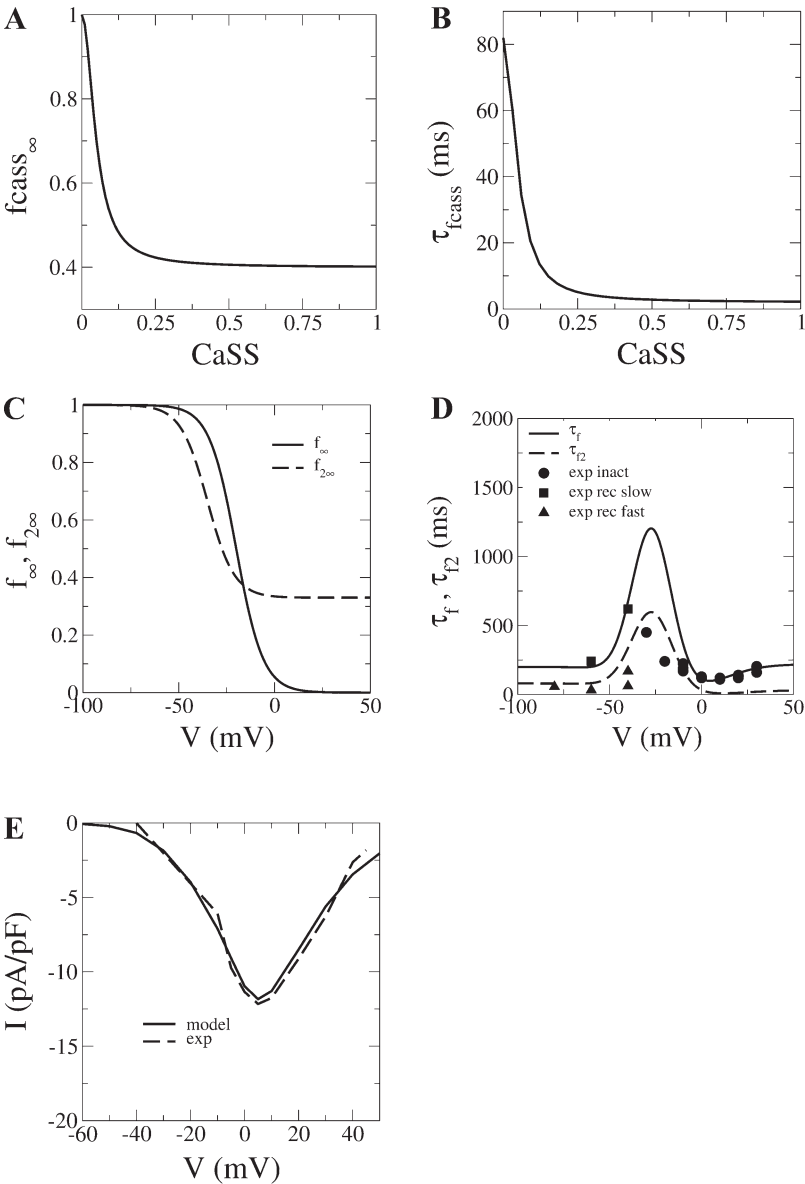 A
1
0.8
0.6
0.4
fcass∞
0 0.25 0.5 0.75 1
CaSS
B
80
60
40
20
0
τfcass (ms)
0 0.25 0.5 0.75 1
CaSS
C
1
0.8
0.6
0.4
0.2
0
f∞, f2∞
f∞
f2∞
-100 -50 0 50
V (mV)
D
2000
1500
1000
500
0
τf , τf2 (ms)
τf
τf2
exp inact
exp rec slow
exp rec fast
-100 -50 0 50
V (mV)
E
0
-5
-10
-15
-20
I (pA/pF)
model
exp
-60 -40 -20 0 20 40
V (mV)